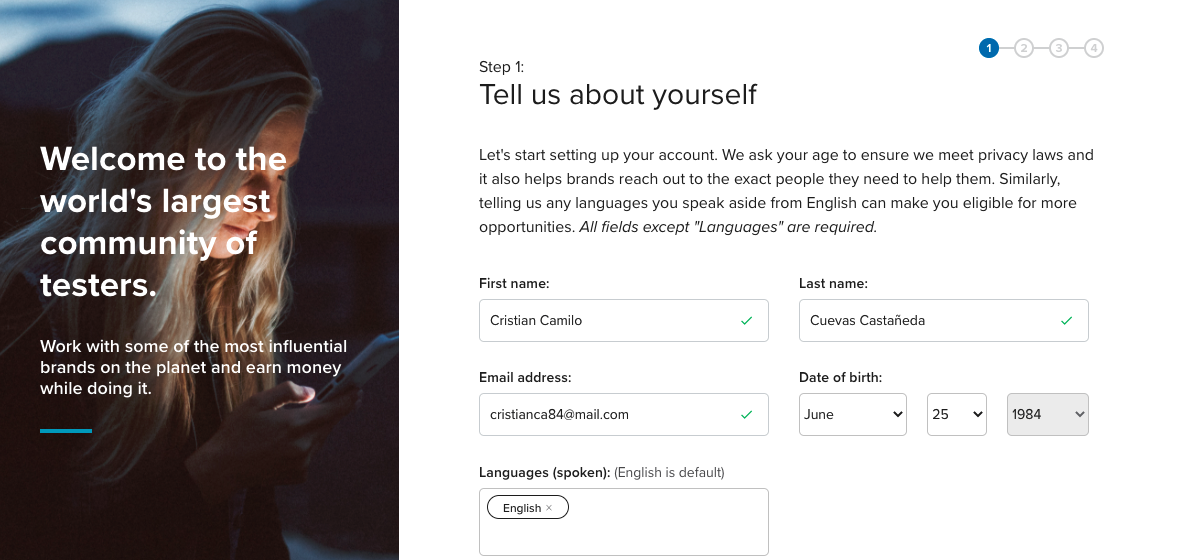 Welcome to the
world's largest
community of
testers.
Work with some of the most influential
brands on the planet and earn money
while doing it.
1 2 3 4
Step 1:
Tell us about yourself
Let's start setting up your account. We ask your age to ensure we meet privacy laws and
it also helps brands reach out to the exact people they need to help them. Similarly,
telling us any languages you speak aside from English can make you eligible for more
opportunities. All fields except "Languages" are required.
First name: Last name:
Cristian Camilo Cuevas Castañeda
Email address: Date of birth:
cristianca84@mail.com June 25 1984
Languages (spoken): (English is default)
English ×